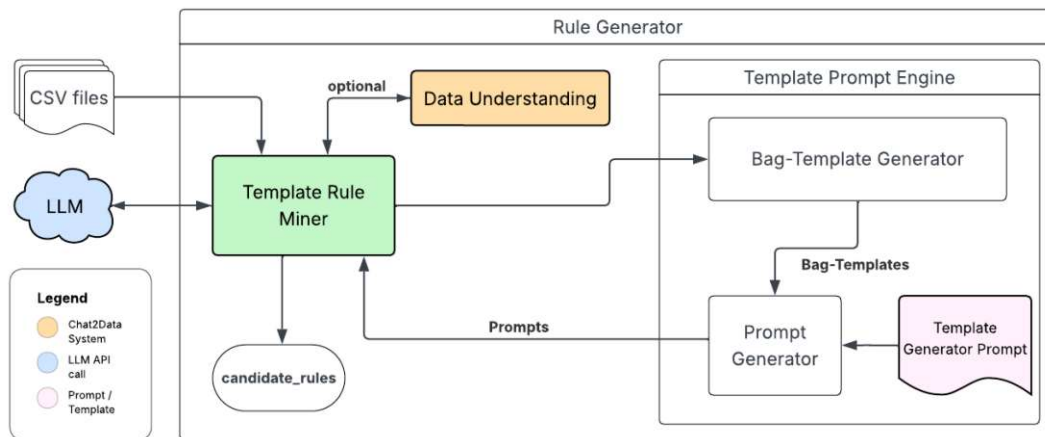 Rule Generator
CSV files
optional
Data Understanding
Template Prompt Engine
Bag-Template Generator
LLM
Template Rule
Miner
Bag-Templates
Legend
Chat2Data
System
LLM API
call
Prompt /
Template
Prompts
Prompt
Generator
Template
Generator Prompt
candidate_rules